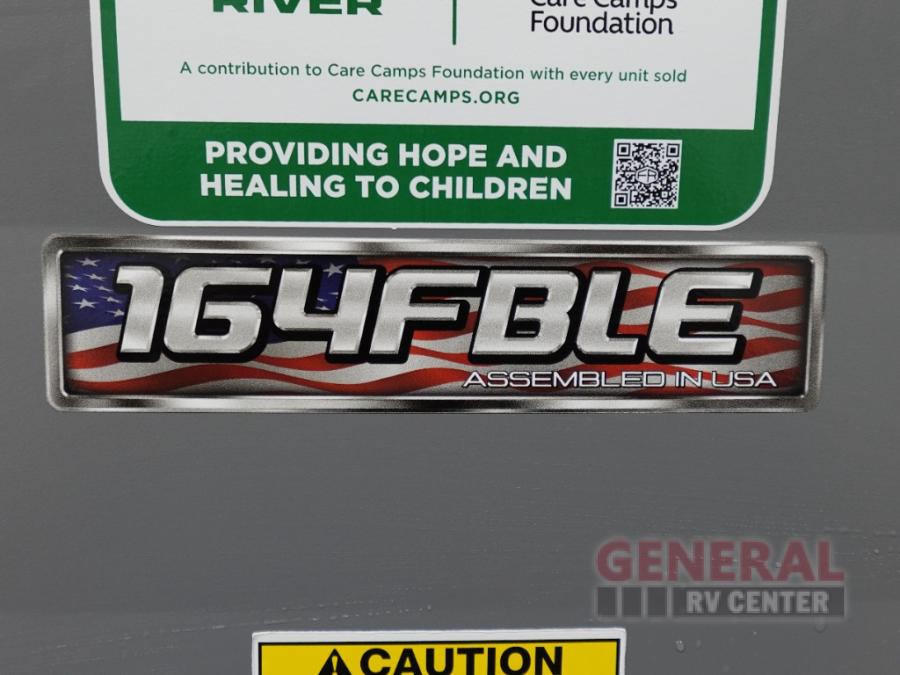 RIVER
Care Camps
Foundation
A contribution to Care Camps Foundation with every unit sold
CARECAMPS.ORG
PROVIDING HOPE AND
HEALING TO CHILDREN
164FBLE
ASSEMBLED IN USA
GENERAL
RV CENTER
CAUTION